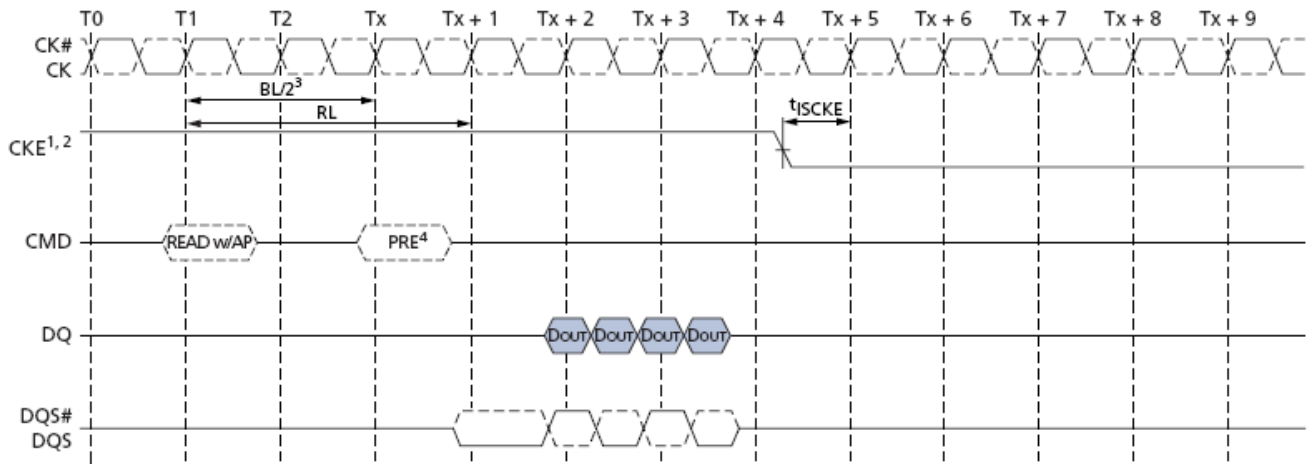 T0 T1 T2 Tx Tx + 1 Tx + 2 Tx + 3 Tx + 4 Tx + 5 Tx + 6 Tx + 7 Tx + 8 Tx + 9
CK#
CK
BL/2³
RL
tISCKE
CKE1, 2
CMD READ w/AP PRE⁴
DQ DOUT DOUT DOUT DOUT
DQS#
DQS